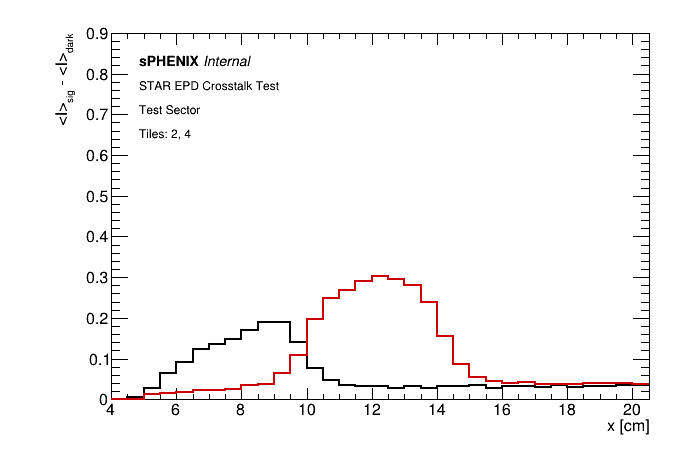 <I>sig - <I>dark
sPHENIX Internal
STAR EPD Crosstalk Test
Test Sector
Tiles: 2, 4
0.9
0.8
0.7
0.6
0.5
0.4
0.3
0.2
0.1
0
4 6 8 10 12 14 16 18 20
x [cm]